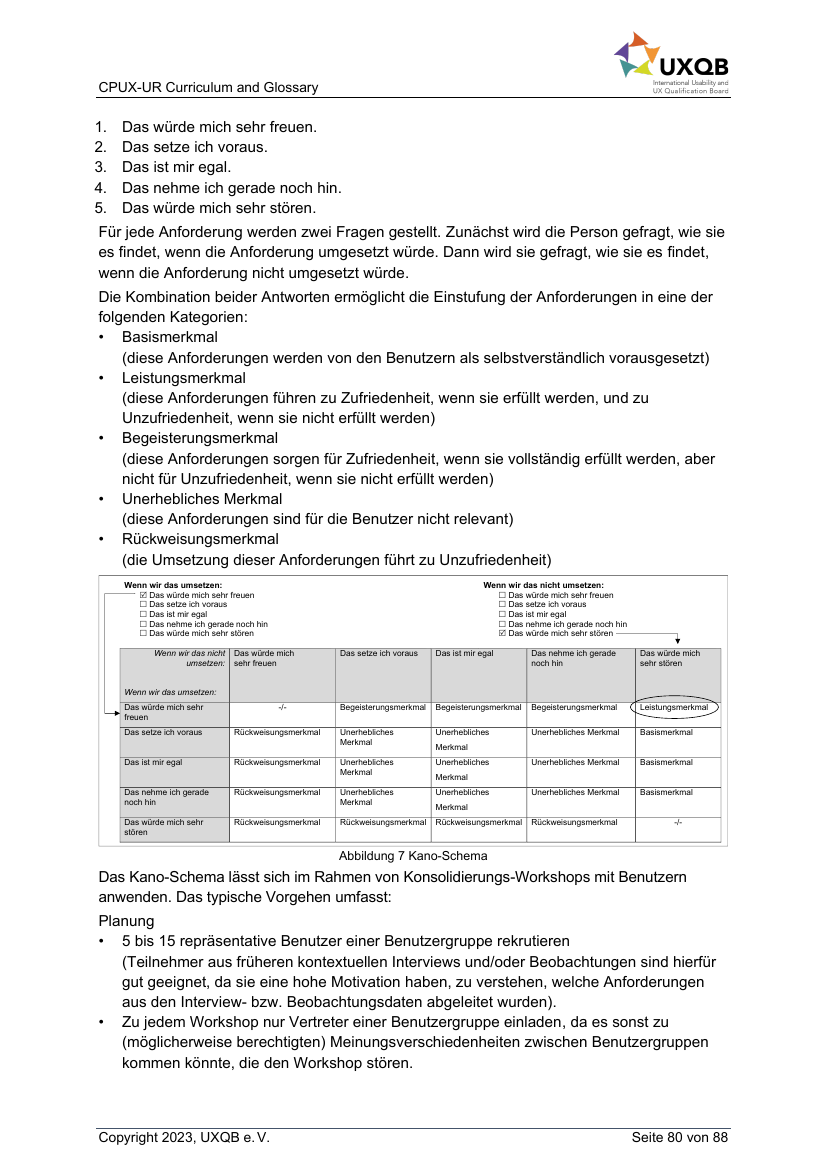 UXQB
International Usability and
UX Qualification Board
CPUX-UR Curriculum and Glossary
1. Das würde mich sehr freuen.
2. Das setze ich voraus.
3. Das ist mir egal.
4. Das nehme ich gerade noch hin.
5. Das würde mich sehr stören.
Für jede Anforderung werden zwei Fragen gestellt. Zunächst wird die Person gefragt, wie sie
es findet, wenn die Anforderung umgesetzt würde. Dann wird sie gefragt, wie sie es findet,
wenn die Anforderung nicht umgesetzt würde.
Die Kombination beider Antworten ermöglicht die Einstufung der Anforderungen in eine der
folgenden Kategorien:
• Basismerkmal
(diese Anforderungen werden von den Benutzern als selbstverständlich vorausgesetzt)
• Leistungsmerkmal
(diese Anforderungen führen zu Zufriedenheit, wenn sie erfüllt werden, und zu
Unzufriedenheit, wenn sie nicht erfüllt werden)
• Begeisterungsmerkmal
(diese Anforderungen sorgen für Zufriedenheit, wenn sie vollständig erfüllt werden, aber
nicht für Unzufriedenheit, wenn sie nicht erfüllt werden)
• Unerhebliches Merkmal
(diese Anforderungen sind für die Benutzer nicht relevant)
• Rückweisungsmerkmal
(die Umsetzung dieser Anforderungen führt zu Unzufriedenheit)
Wenn wir das umsetzen:
☑ Das würde mich sehr freuen
☐ Das setze ich voraus
☐ Das ist mir egal
☐ Das nehme ich gerade noch hin
☐ Das würde mich sehr stören
Wenn wir das nicht umsetzen:
☐ Das würde mich sehr freuen
☐ Das setze ich voraus
☐ Das ist mir egal
☐ Das nehme ich gerade noch hin
☑ Das würde mich sehr stören
Wenn wir das nicht
umsetzen:
Wenn wir das umsetzen:
Das würde mich
sehr freuen
Das setze ich voraus
Das ist mir egal
Das nehme ich gerade
noch hin
Das würde mich
sehr stören
Das würde mich sehr
freuen
-/-
Begeisterungsmerkmal
Begeisterungsmerkmal
Begeisterungsmerkmal
Leistungsmerkmal
Das setze ich voraus
Rückweisungsmerkmal
Unerhebliches
Merkmal
Unerhebliches
Merkmal
Unerhebliches Merkmal
Basismerkmal
Das ist mir egal
Rückweisungsmerkmal
Unerhebliches
Merkmal
Unerhebliches
Merkmal
Unerhebliches Merkmal
Basismerkmal
Das nehme ich gerade
noch hin
Rückweisungsmerkmal
Unerhebliches
Merkmal
Unerhebliches
Merkmal
Unerhebliches Merkmal
Basismerkmal
Das würde mich sehr
stören
Rückweisungsmerkmal
Rückweisungsmerkmal
Rückweisungsmerkmal
Rückweisungsmerkmal
-/-
Abbildung 7 Kano-Schema
Das Kano-Schema lässt sich im Rahmen von Konsolidierungs-Workshops mit Benutzern
anwenden. Das typische Vorgehen umfasst:
Planung
• 5 bis 15 repräsentative Benutzer einer Benutzergruppe rekrutieren
(Teilnehmer aus früheren kontextuellen Interviews und/oder Beobachtungen sind hierfür
gut geeignet, da sie eine hohe Motivation haben, zu verstehen, welche Anforderungen
aus den Interview- bzw. Beobachtungsdaten abgeleitet wurden).
• Zu jedem Workshop nur Vertreter einer Benutzergruppe einladen, da es sonst zu
(möglicherweise berechtigten) Meinungsverschiedenheiten zwischen Benutzergruppen
kommen könnte, die den Workshop stören.
Copyright 2023, UXQB e. V.
Seite 80 von 88